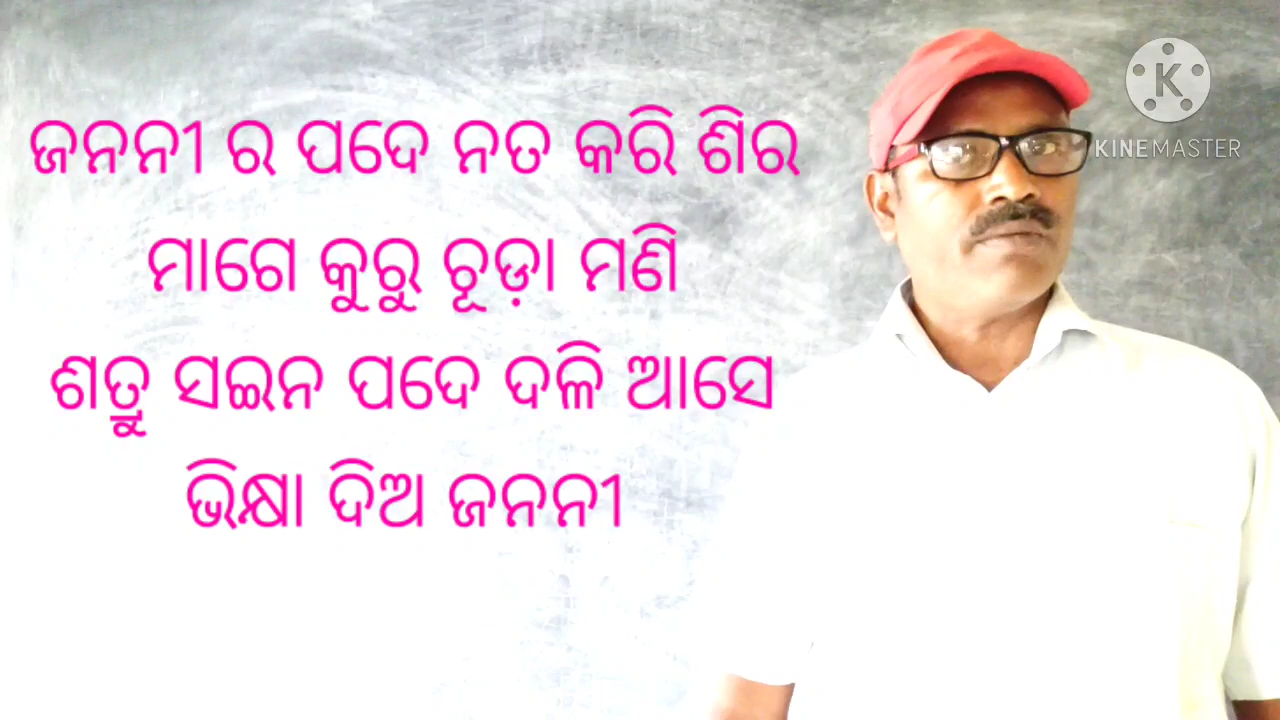 ଜନନୀ ର ପଦେ ନତ କରି ଶିର
ମାଗେ କୁରୁ ଚୂଡ଼ା ମଣି
ଶତ୍ରୁ ସଇନ ପଦେ ଦଳି ଆସେ
ଭିକ୍ଷା ଦିଅ ଜନନୀ
K
KINEMASTER